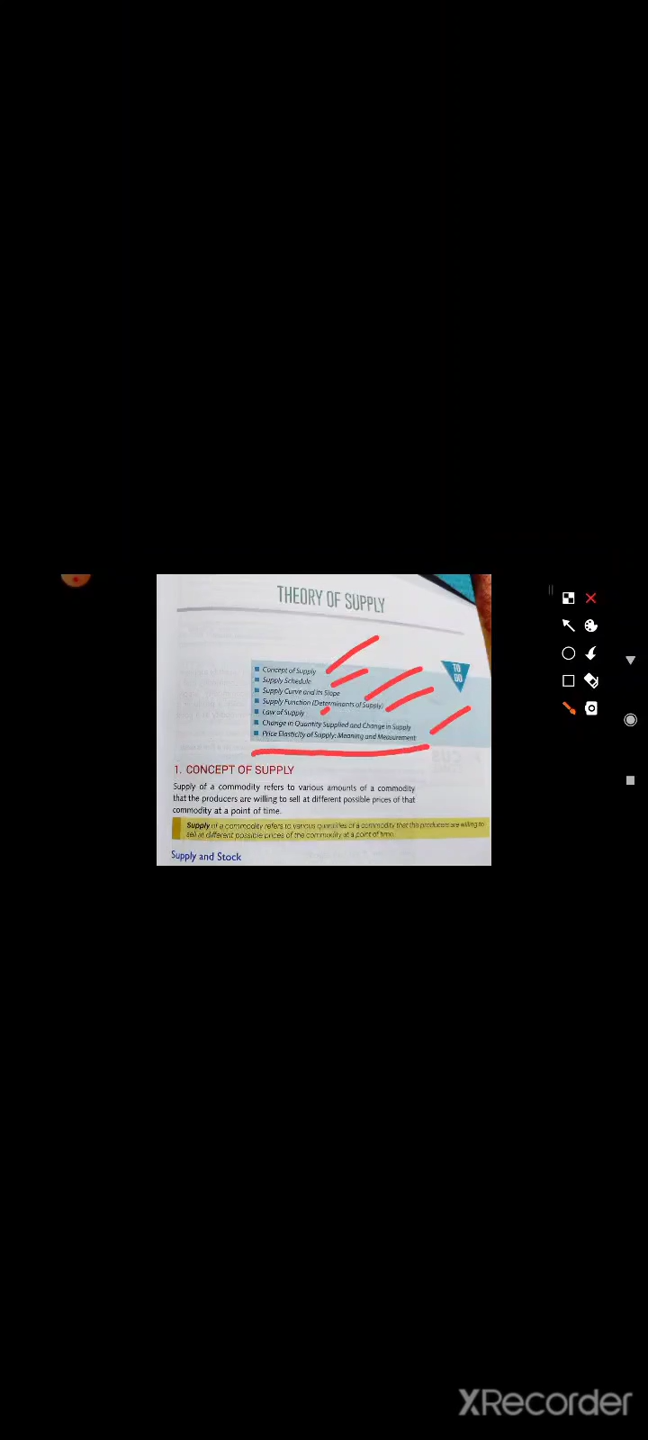 THEORY OF SUPPLY
TO
DO
Concept of Supply
Supply Schedule
Supply Curve and its Slope
Supply Function (Determinants of Supply)
Law of Supply
Change in Quantity Supplied and Change in Supply
Price Elasticity of Supply: Meaning and Measurement
1. CONCEPT OF SUPPLY
Supply of a commodity refers to various amounts of a commodity
that the producers are willing to sell at different possible prices of that
commodity at a point of time.
Supply of a commodity refers to various quantities of a commodity that the producers are willing to
sell at different possible prices of the commodity at a point of time.
Supply and Stock
XRecorder